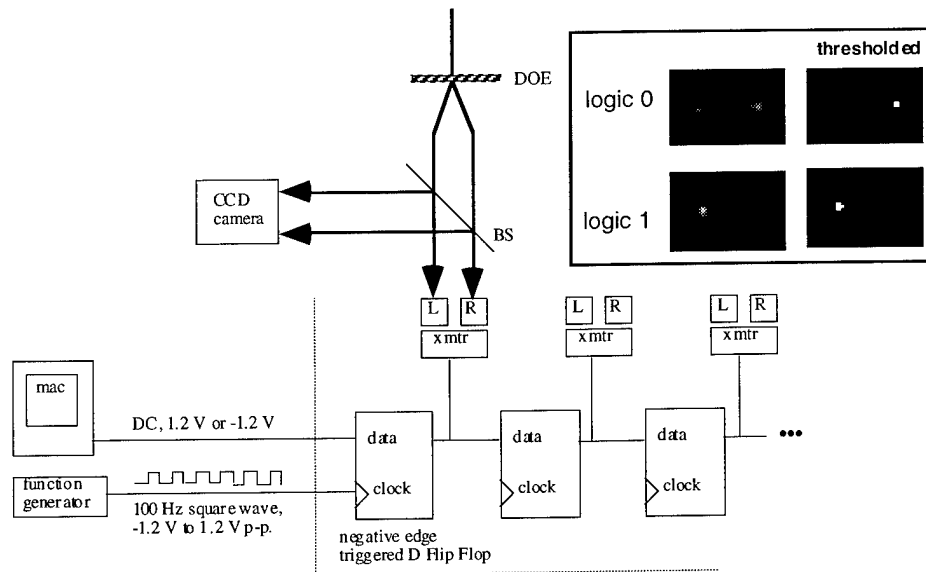 DOE
thresholded
logic 0
CCD
camera
logic 1
BS
L R
xmtr
L R
xmtr
L R
xmtr
mac
DC, 1.2 V or -1.2 V
data
data
data
function
generator
clock
clock
clock
100 Hz square wave,
-1.2 V to 1.2 V p-p.
negative edge
triggered D Flip Flop